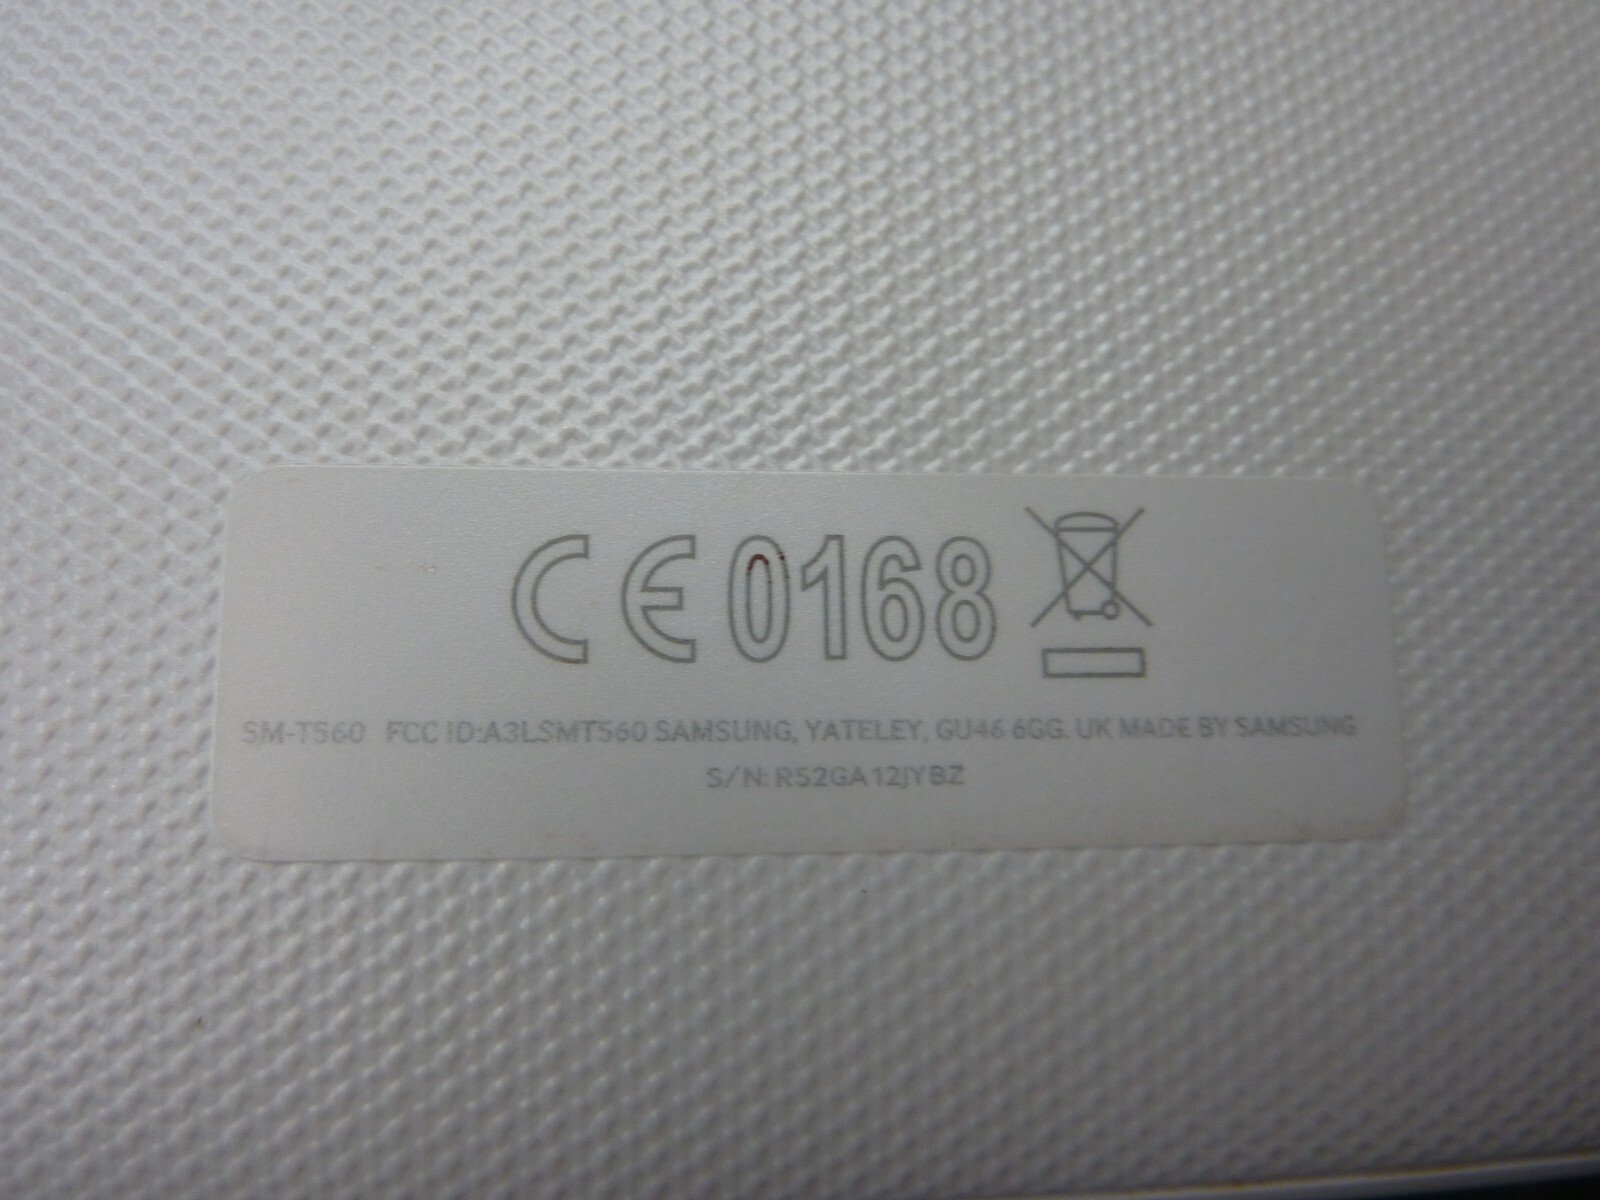 CE0168
SM-T560 FCC ID:A3LSMT560 SAMSUNG, YATELEY, GU46 6GG. UK MADE BY SAMSUNG
S/N: R52GA12JYBZ